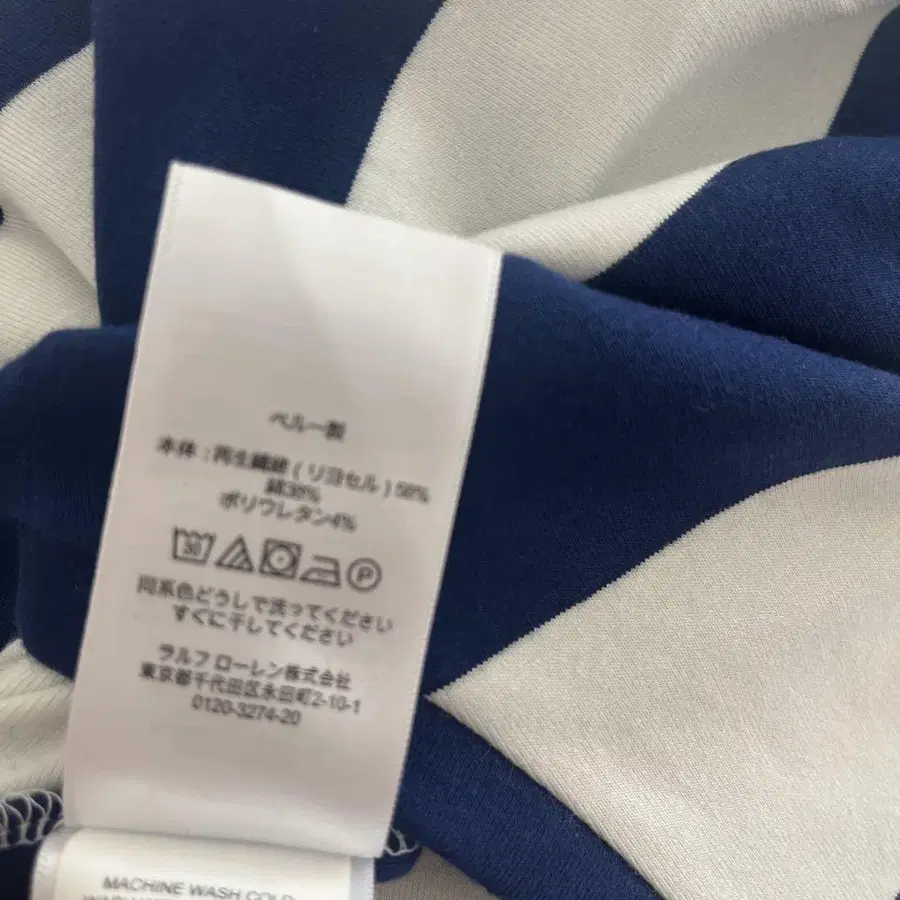 ペルー製
本体：再生繊維 ( リヨセル ) 58%
綿38%
ポリウレタン4%
30
P
同系色どうしで洗ってください
すぐに干してください
ラルフ ローレン株式会社
東京都千代田区永田町2-10-1
0120-3274-20
MACHINE WASH COLD